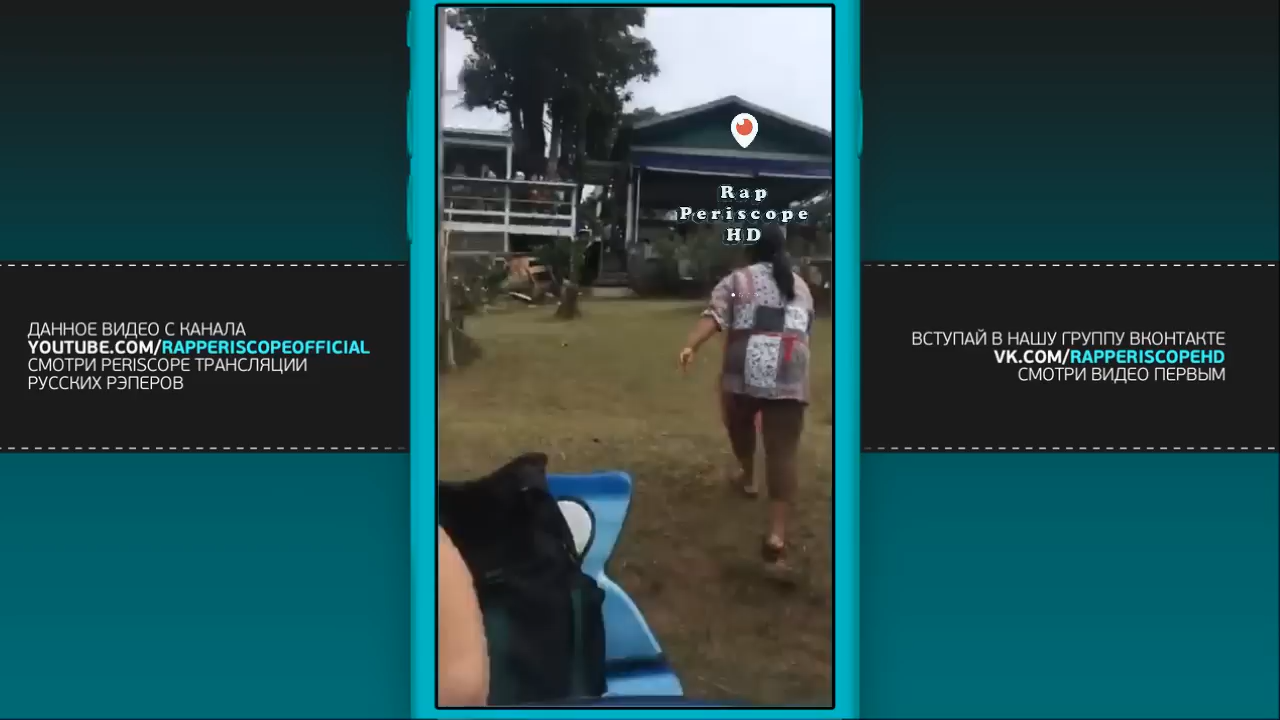 ДАННОЕ ВИДЕО С КАНАЛА
YOUTUBE.COM/RAPPERISCOPEOFFICIAL
СМОТРИ PERISCOPE ТРАНСЛЯЦИИ
РУССКИХ РЭПЕРОВ
Rap
Periscope
HD
ВСТУПАЙ В НАШУ ГРУППУ ВКОНТАКТЕ
VK.COM/RAPPERISCOPEHD
СМОТРИ ВИДЕО ПЕРВЫМ